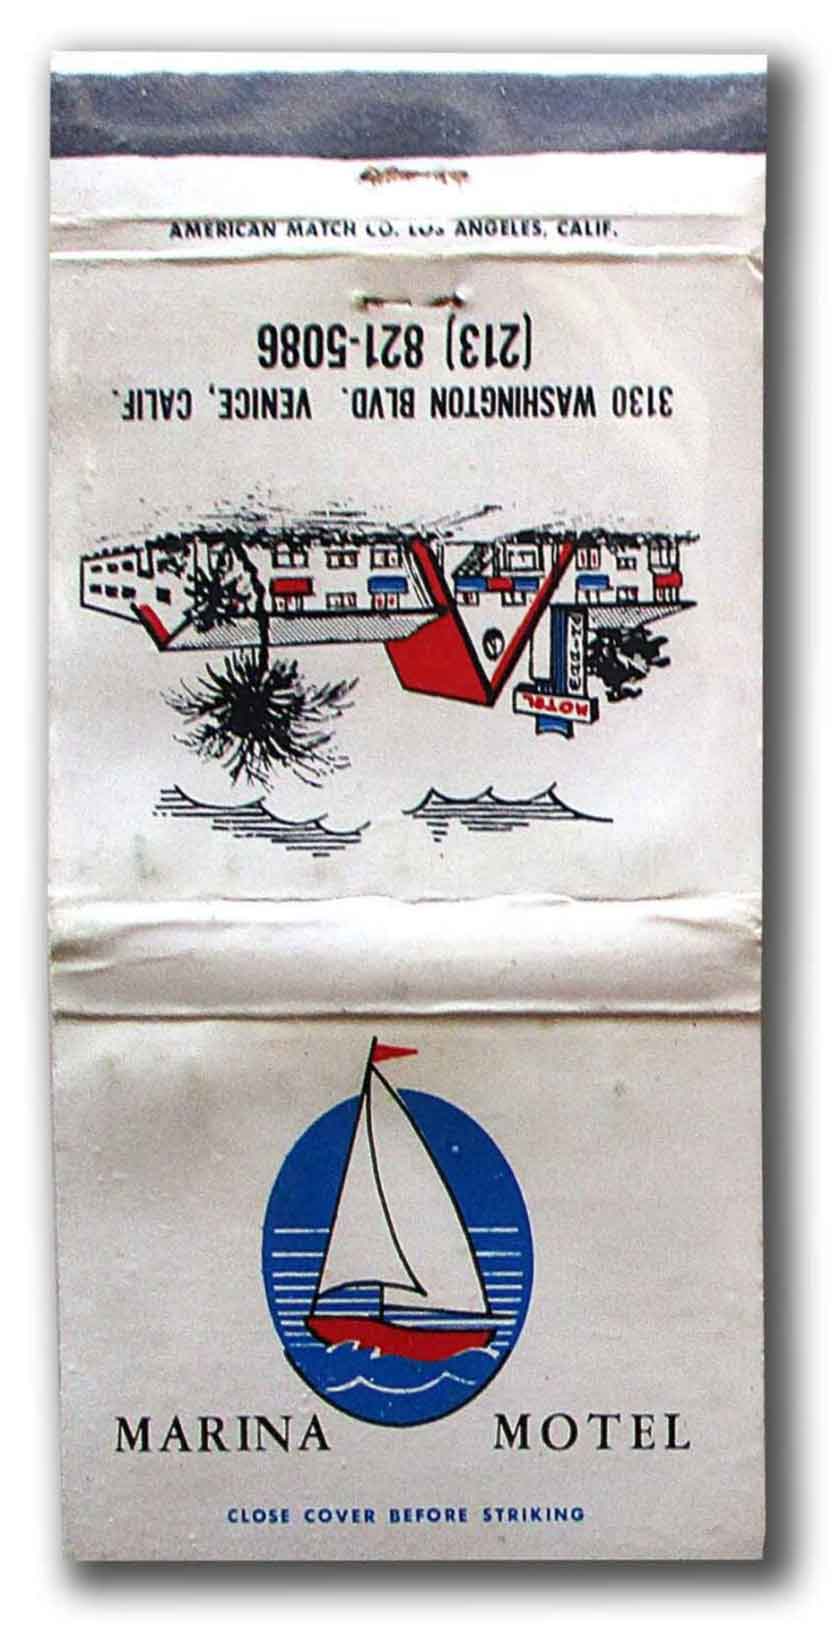 AMERICAN MATCH CO. LOS ANGELES, CALIF.
(213) 821-5086
3130 WASHINGTON BLVD. VENICE, CALIF.
MOTEL
MARINA MOTEL
CLOSE COVER BEFORE STRIKING